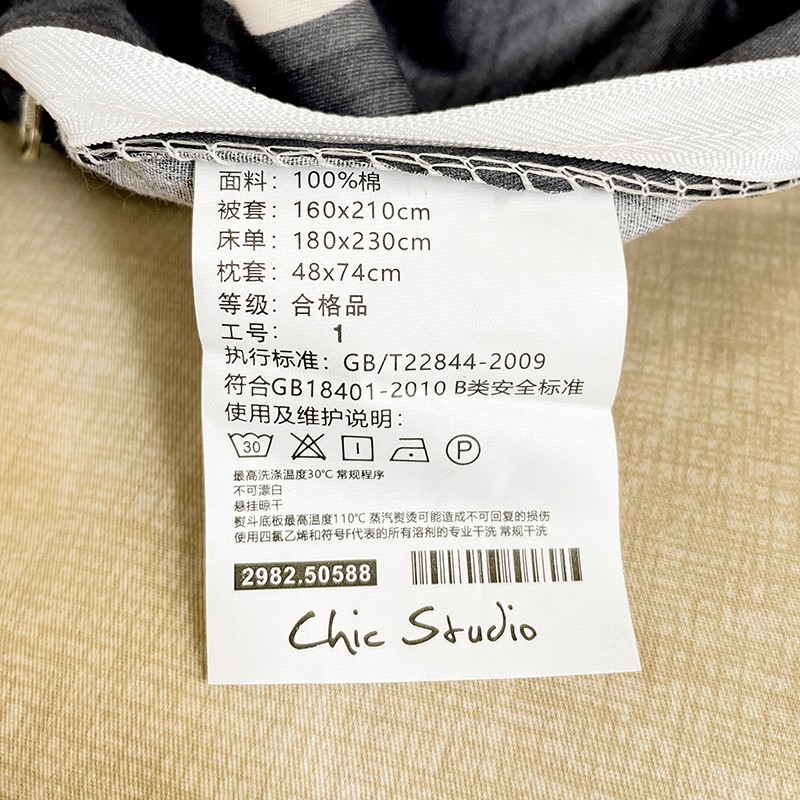 面料：100%棉
被套：160x210cm
床单：180x230cm
枕套：48x74cm
等级：合格品
工号： 1
执行标准：GB/T22844-2009
符合GB18401-2010 B类安全标准
使用及维护说明：
30 P
最高洗涤温度30℃ 常规程序
不可漂白
悬挂晾干
熨斗底板最高温度110℃ 蒸汽熨烫可能造成不可回复的损伤
使用四氯乙烯和符号F代表的所有溶剂的专业干洗 常规干洗
2982.50588
Chic Studio